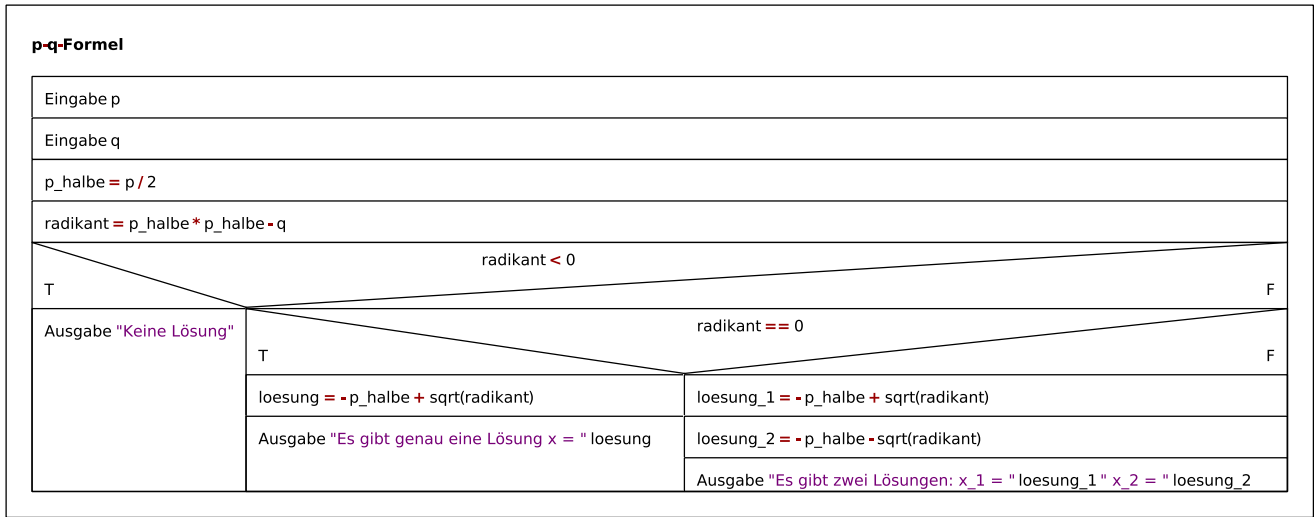 p-q-Formel
Eingabe p
Eingabe q
p_halbe = p / 2
radikant = p_halbe * p_halbe - q
radikant < 0
T
F
Ausgabe "Keine Lösung"
radikant == 0
T
F
loesung = - p_halbe + sqrt(radikant)
Ausgabe "Es gibt genau eine Lösung x = " loesung
loesung_1 = - p_halbe + sqrt(radikant)
loesung_2 = - p_halbe - sqrt(radikant)
Ausgabe "Es gibt zwei Lösungen: x_1 = " loesung_1 " x_2 = " loesung_2